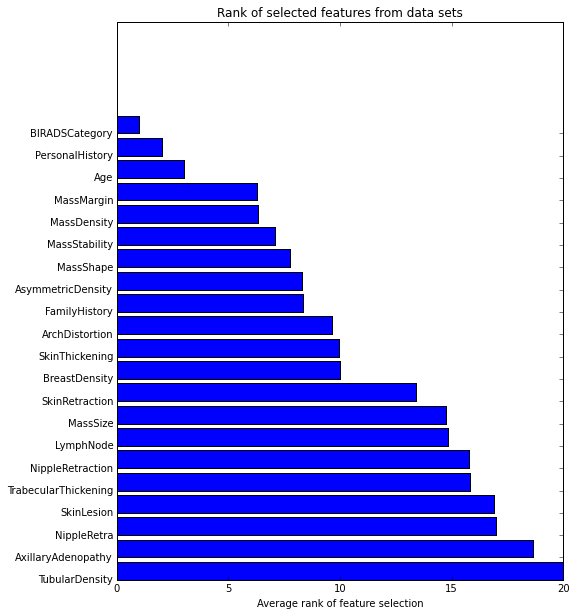 Rank of selected features from data sets
BIRADSCategory
PersonalHistory
Age
MassMargin
MassDensity
MassStability
MassShape
AsymmetricDensity
FamilyHistory
ArchDistortion
SkinThickening
BreastDensity
SkinRetraction
MassSize
LymphNode
NippleRetraction
TrabecularThickening
SkinLesion
NippleRetra
AxillaryAdenopathy
TubularDensity
0 5 10 15 20
Average rank of feature selection